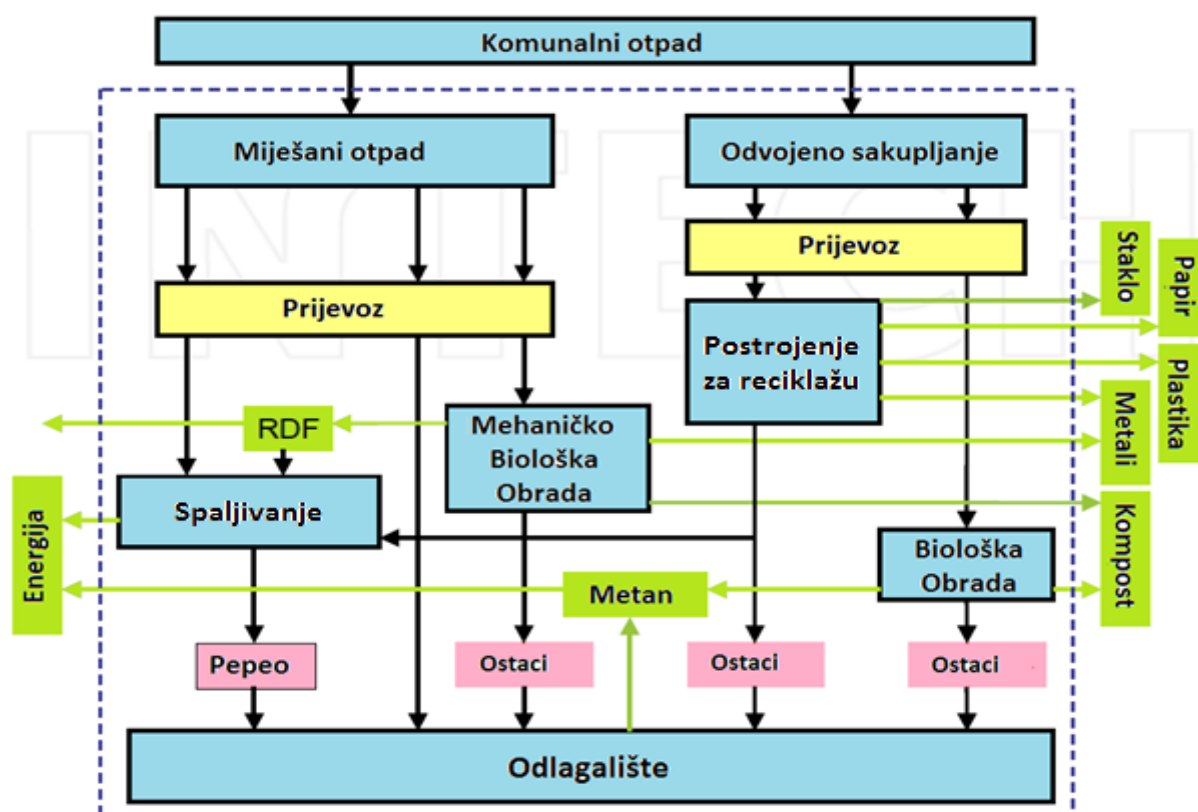 Komunalni otpad
Miješani otpad
Odvojeno sakupljanje
Prijevoz
Staklo
Papir
Prijevoz
Postrojenje
za reciklažu
Plastika
Metali
RDF
Mehaničko
Biološka
Obrada
Spaljivanje
Energija
Kompost
Biološka
Obrada
Metan
Pepeo
Ostaci
Ostaci
Ostaci
Odlagalište
INTECH